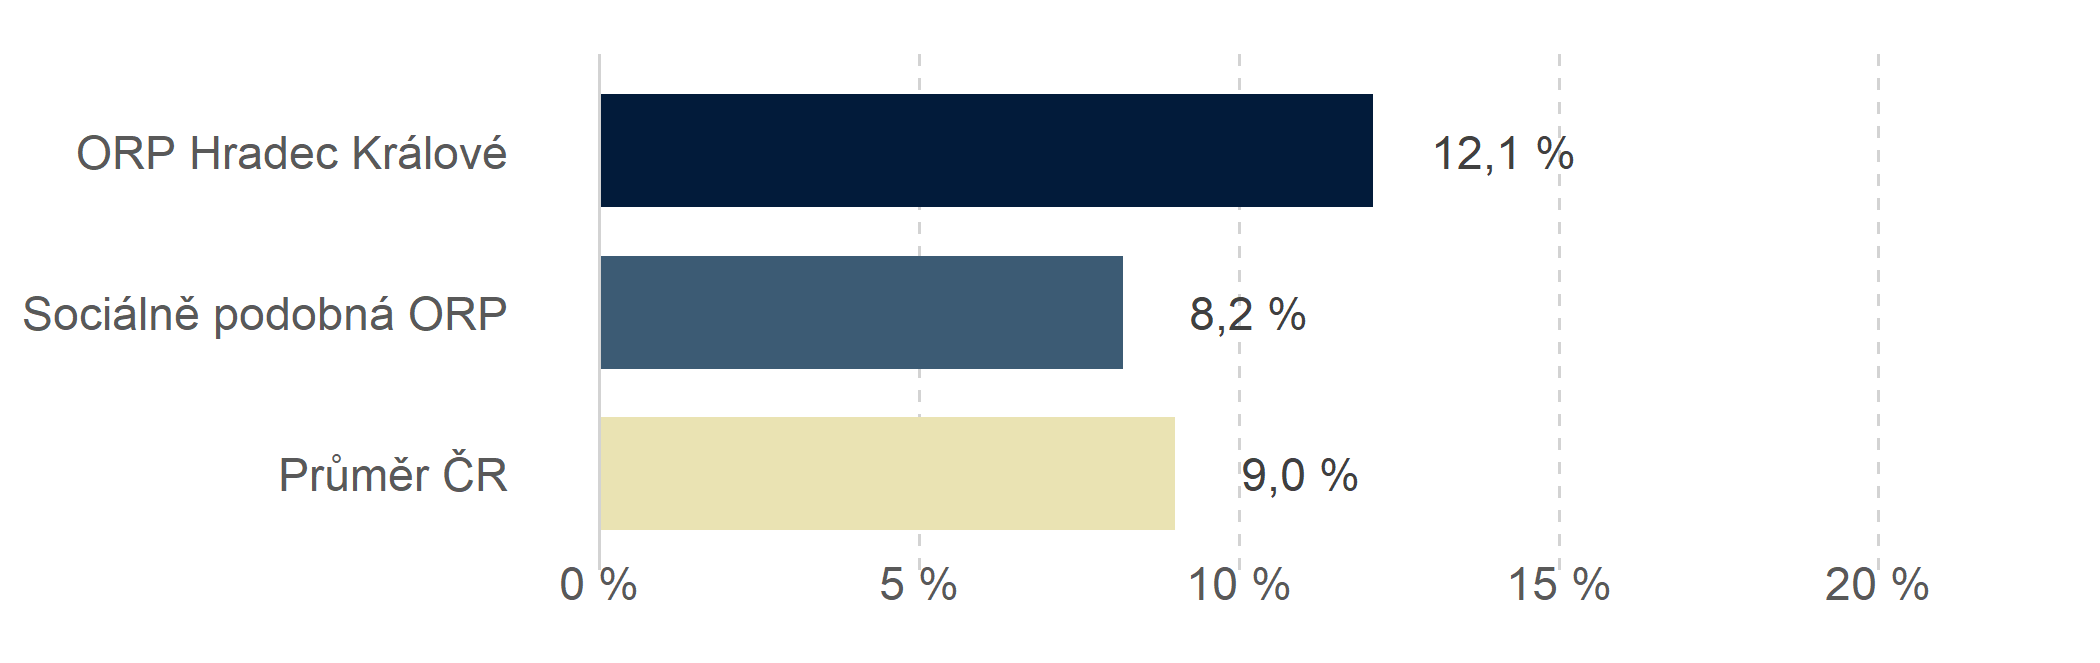 ORP Hradec Králové
12,1 %
Sociálně podobná ORP
8,2 %
Průměr ČR
9,0 %
0 %
5 %
10 %
15 %
20 %